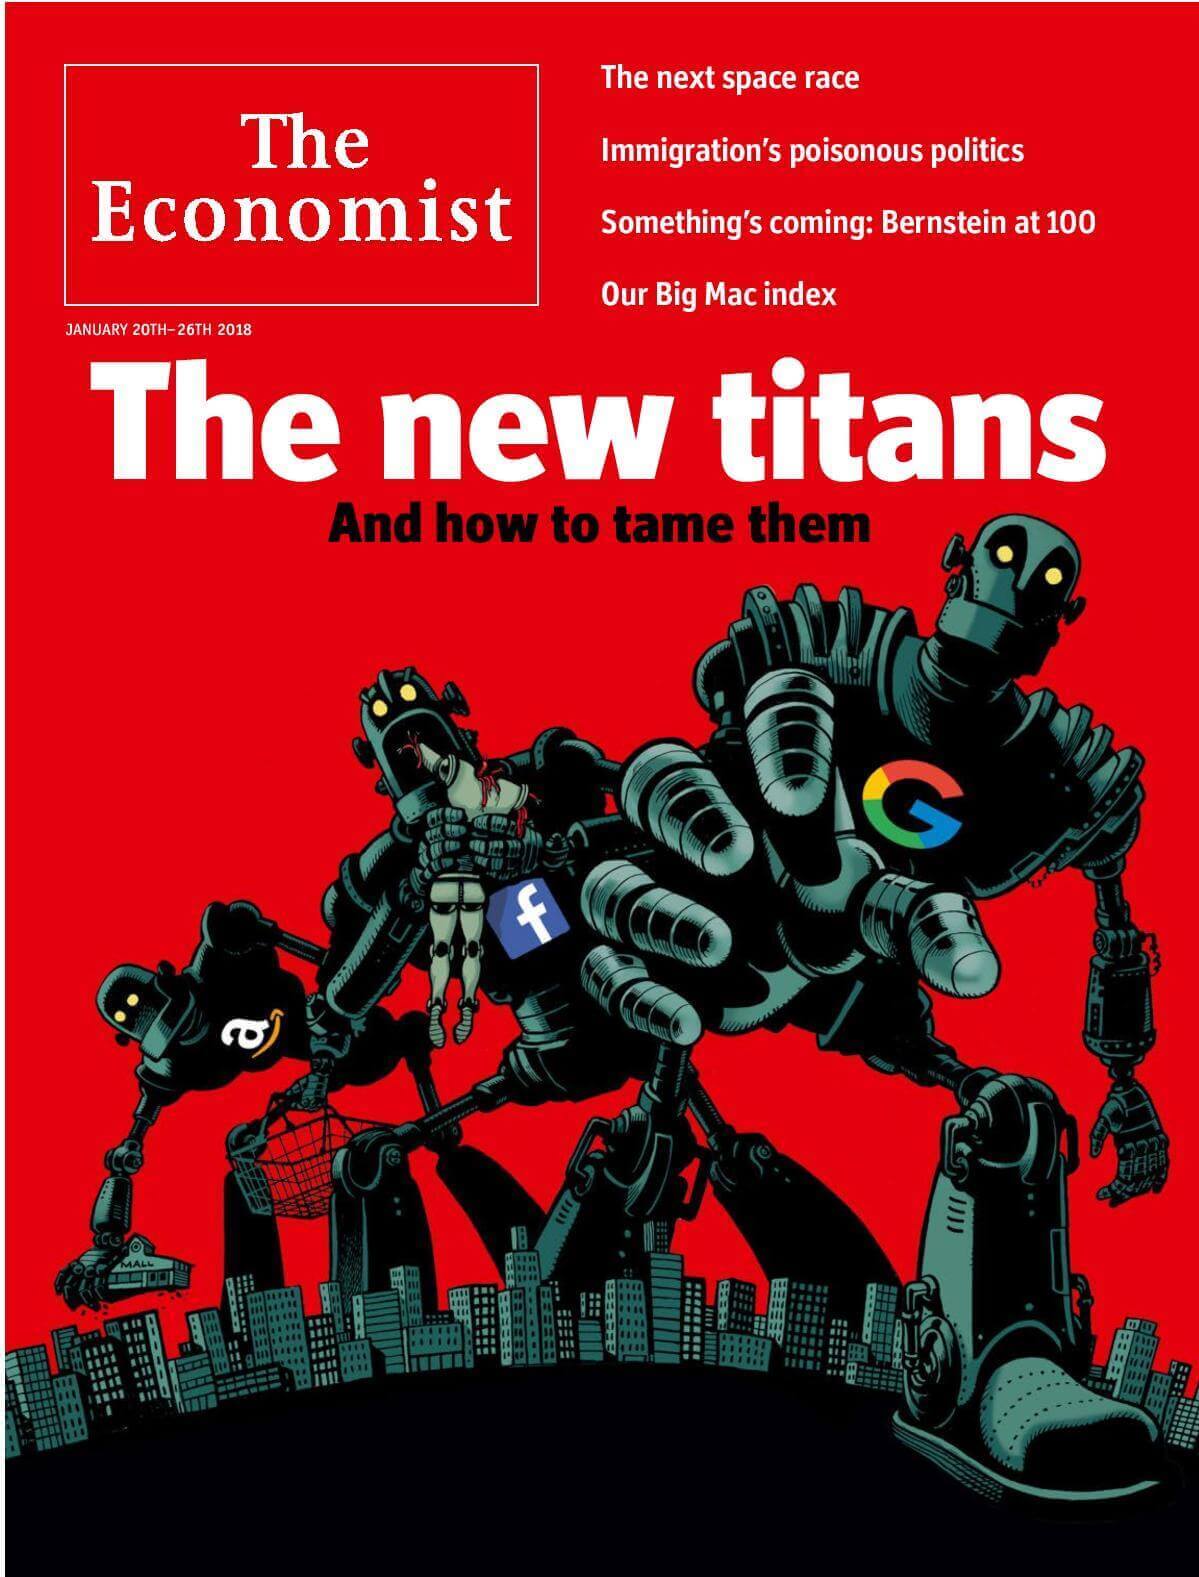 The
Economist
The next space race
Immigration's poisonous politics
Something's coming: Bernstein at 100
Our Big Mac index
JANUARY 20TH–26TH 2018
The new titans
And how to tame them
G
f
a
MALL